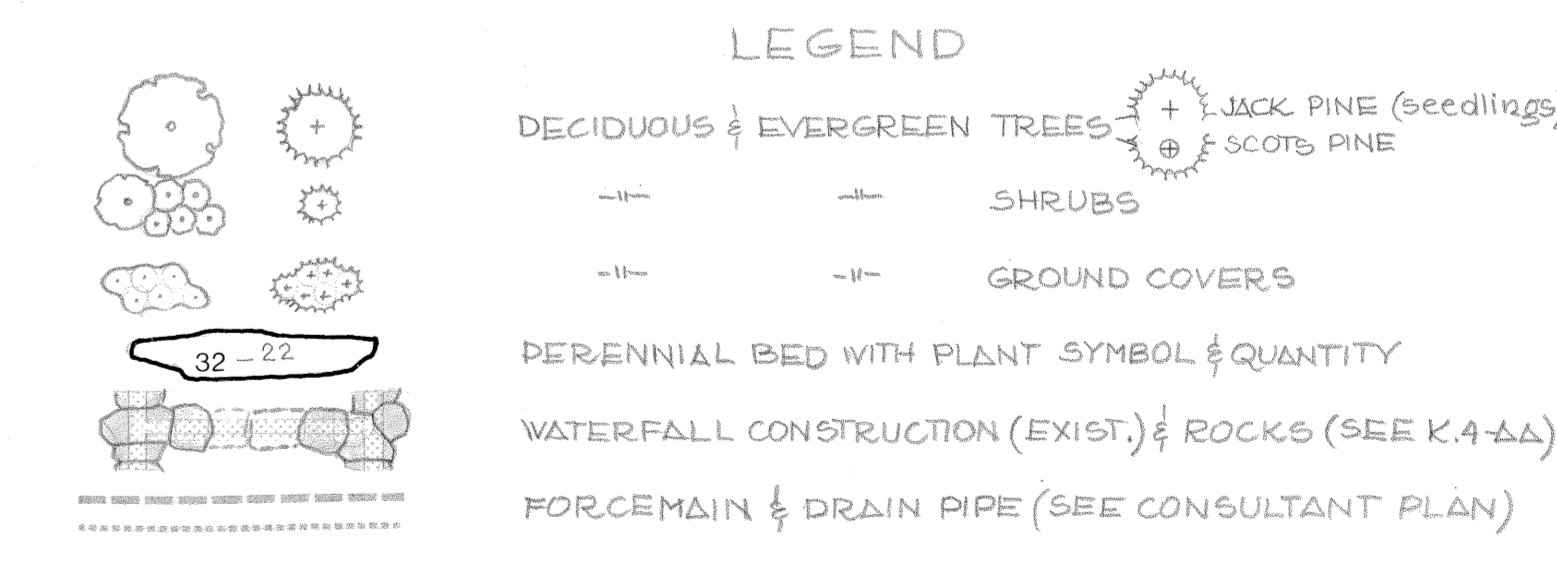 LEGEND
DECIDUOUS & EVERGREEN TREES
JACK PINE (seedlings)
SCOTS PINE
–||– –||– SHRUBS
–||– –||– GROUND COVERS
32 – 22
PERENNIAL BED WITH PLANT SYMBOL & QUANTITY
WATERFALL CONSTRUCTION (EXIST.) & ROCKS (SEE K.4-AA)
FORCEMAIN & DRAIN PIPE (SEE CONSULTANT PLAN)